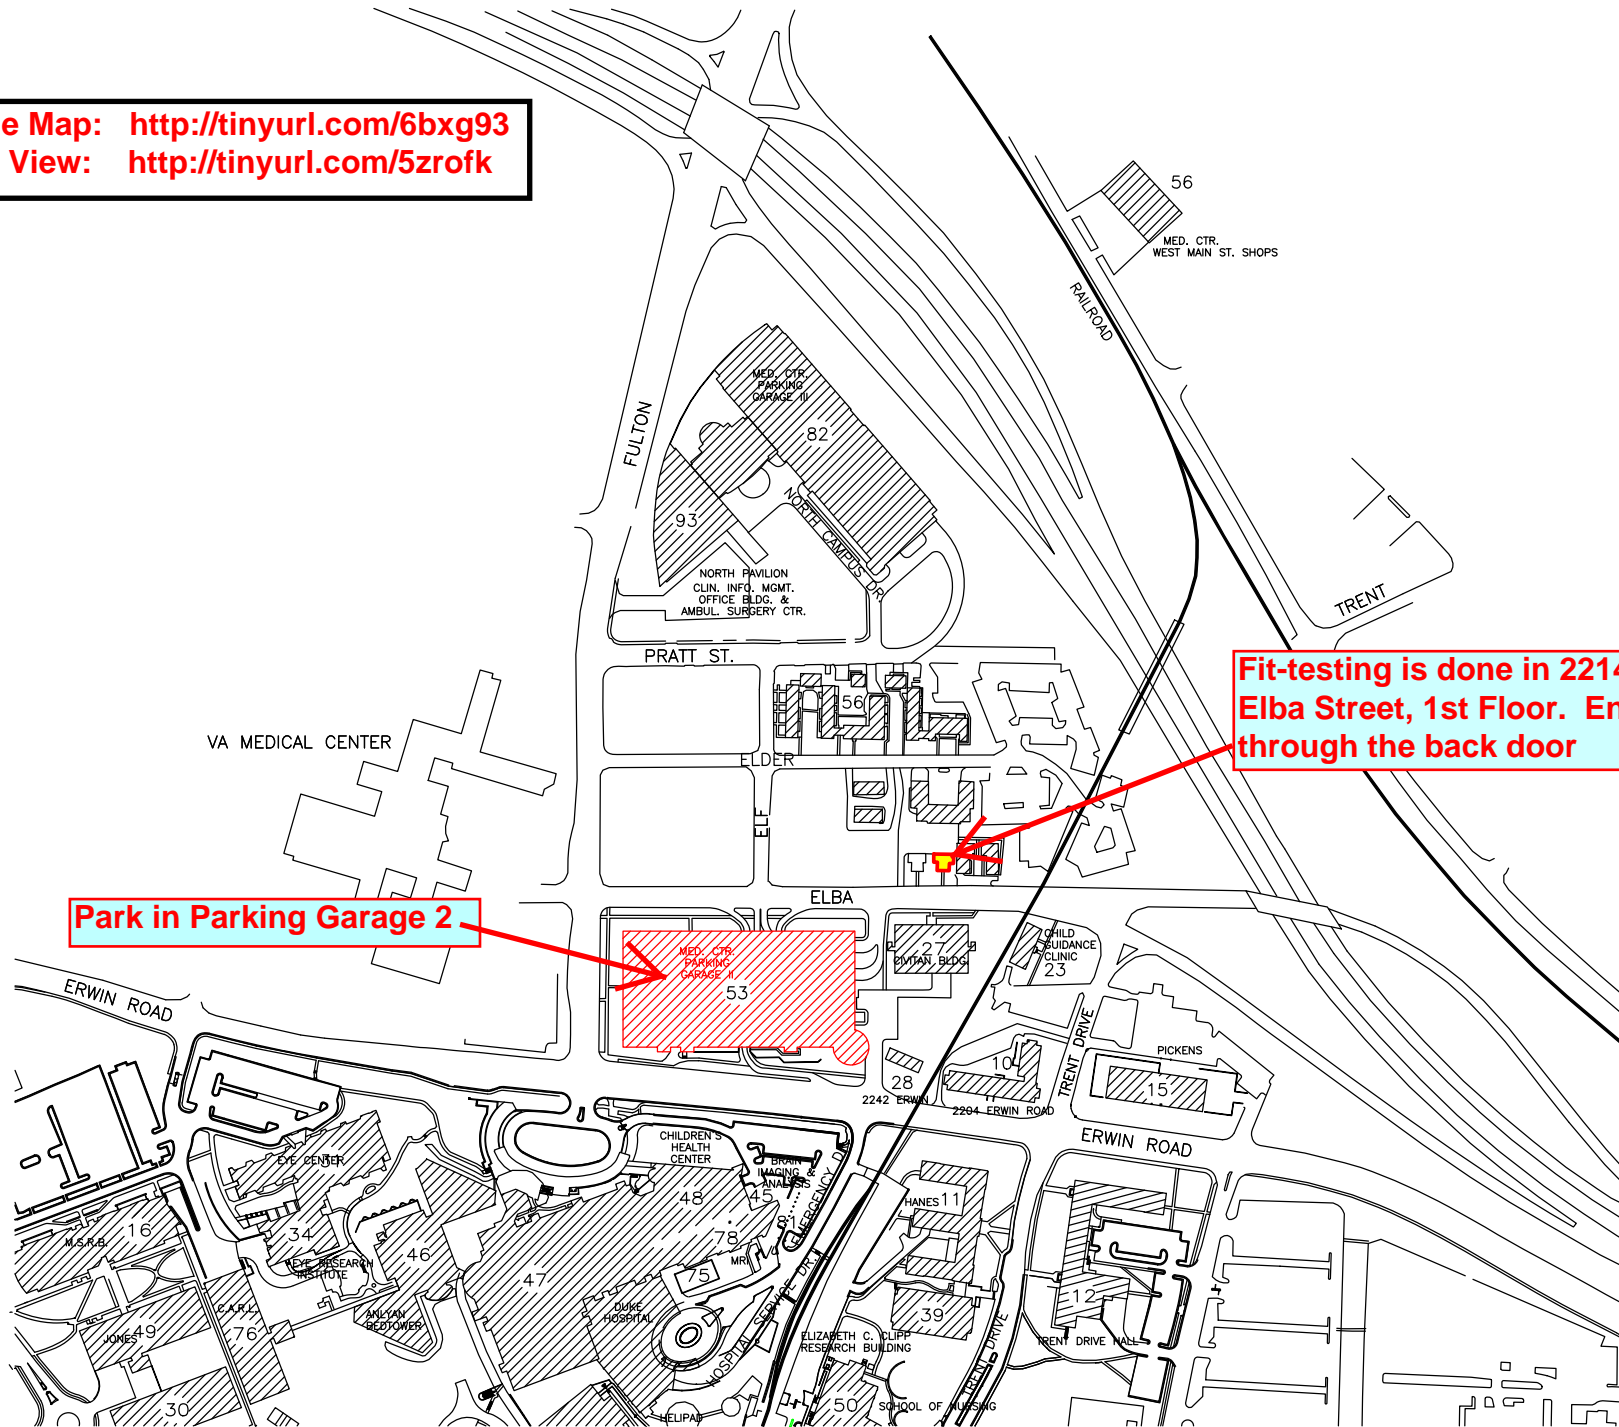 e Map: http://tinyurl.com/6bxg93
View: http://tinyurl.com/5zrofk
56
MED. CTR.
WEST MAIN ST. SHOPS
RAILROAD
MED. CTR.
PARKING
GARAGE III
82
FULTON
93
NORTH CAMPUS DR.
NORTH PAVILION
CLIN. INFO. MGMT.
OFFICE BLDG. &
AMBUL. SURGERY CTR.
TRENT
PRATT ST.
Fit-testing is done in 2214
Elba Street, 1st Floor. En
through the back door
56
VA MEDICAL CENTER
ELDER
ELF
ELBA
Park in Parking Garage 2
MED. CTR.
PARKING
GARAGE II
53
27
CIVITAN BLDG.
CHILD
GUIDANCE
CLINIC
23
ERWIN ROAD
TRENT DRIVE
PICKENS
10
15
28
2242 ERWIN
2204 ERWIN ROAD
ERWIN ROAD
CHILDREN'S
HEALTH
CENTER
BRAIN
IMAGING &
ANALYSIS
EMERGENCY DR.
EYE CENTER
48
45
HANES
11
16
M.S.R.B.
34
46
EYE RESEARCH
INSTITUTE
78
MRI
75
47
DUKE
HOSPITAL
HOSPITAL SERVICE DR.
12
39
C.A.R.L.
76
ANLYAN
BEDTOWER
JONES
49
ELIZABETH C. CLIPP
RESEARCH BUILDING
TRENT DRIVE
TRENT DRIVE HALL
30
HELIPAD
50
SCHOOL OF NURSING